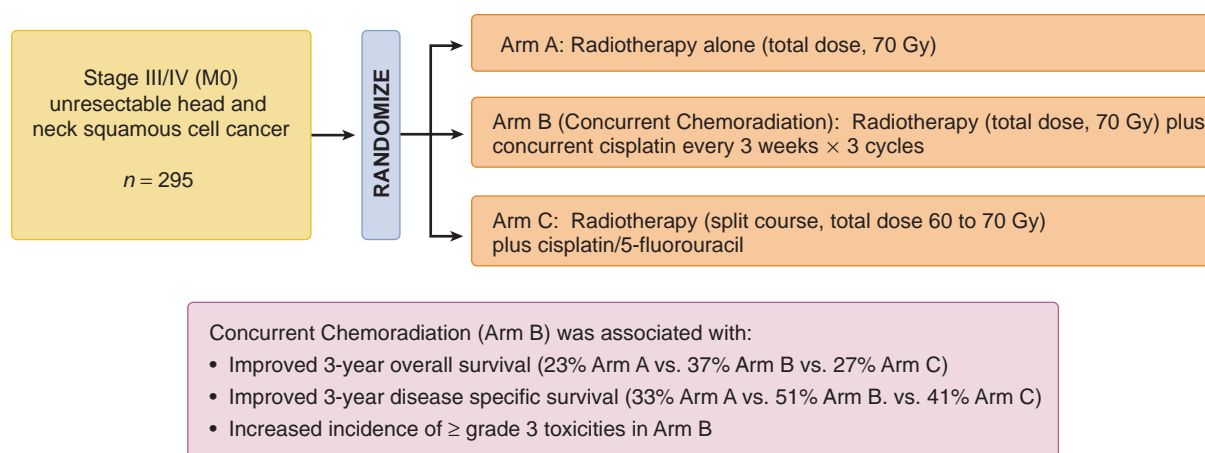 Stage III/IV (M0)
unresectable head and
neck squamous cell cancer
n = 295
RANDOMIZE
Arm A: Radiotherapy alone (total dose, 70 Gy)
Arm B (Concurrent Chemoradiation): Radiotherapy (total dose, 70 Gy) plus
concurrent cisplatin every 3 weeks × 3 cycles
Arm C: Radiotherapy (split course, total dose 60 to 70 Gy)
plus cisplatin/5-fluorouracil
Concurrent Chemoradiation (Arm B) was associated with:
• Improved 3-year overall survival (23% Arm A vs. 37% Arm B vs. 27% Arm C)
• Improved 3-year disease specific survival (33% Arm A vs. 51% Arm B. vs. 41% Arm C)
• Increased incidence of ≥ grade 3 toxicities in Arm B